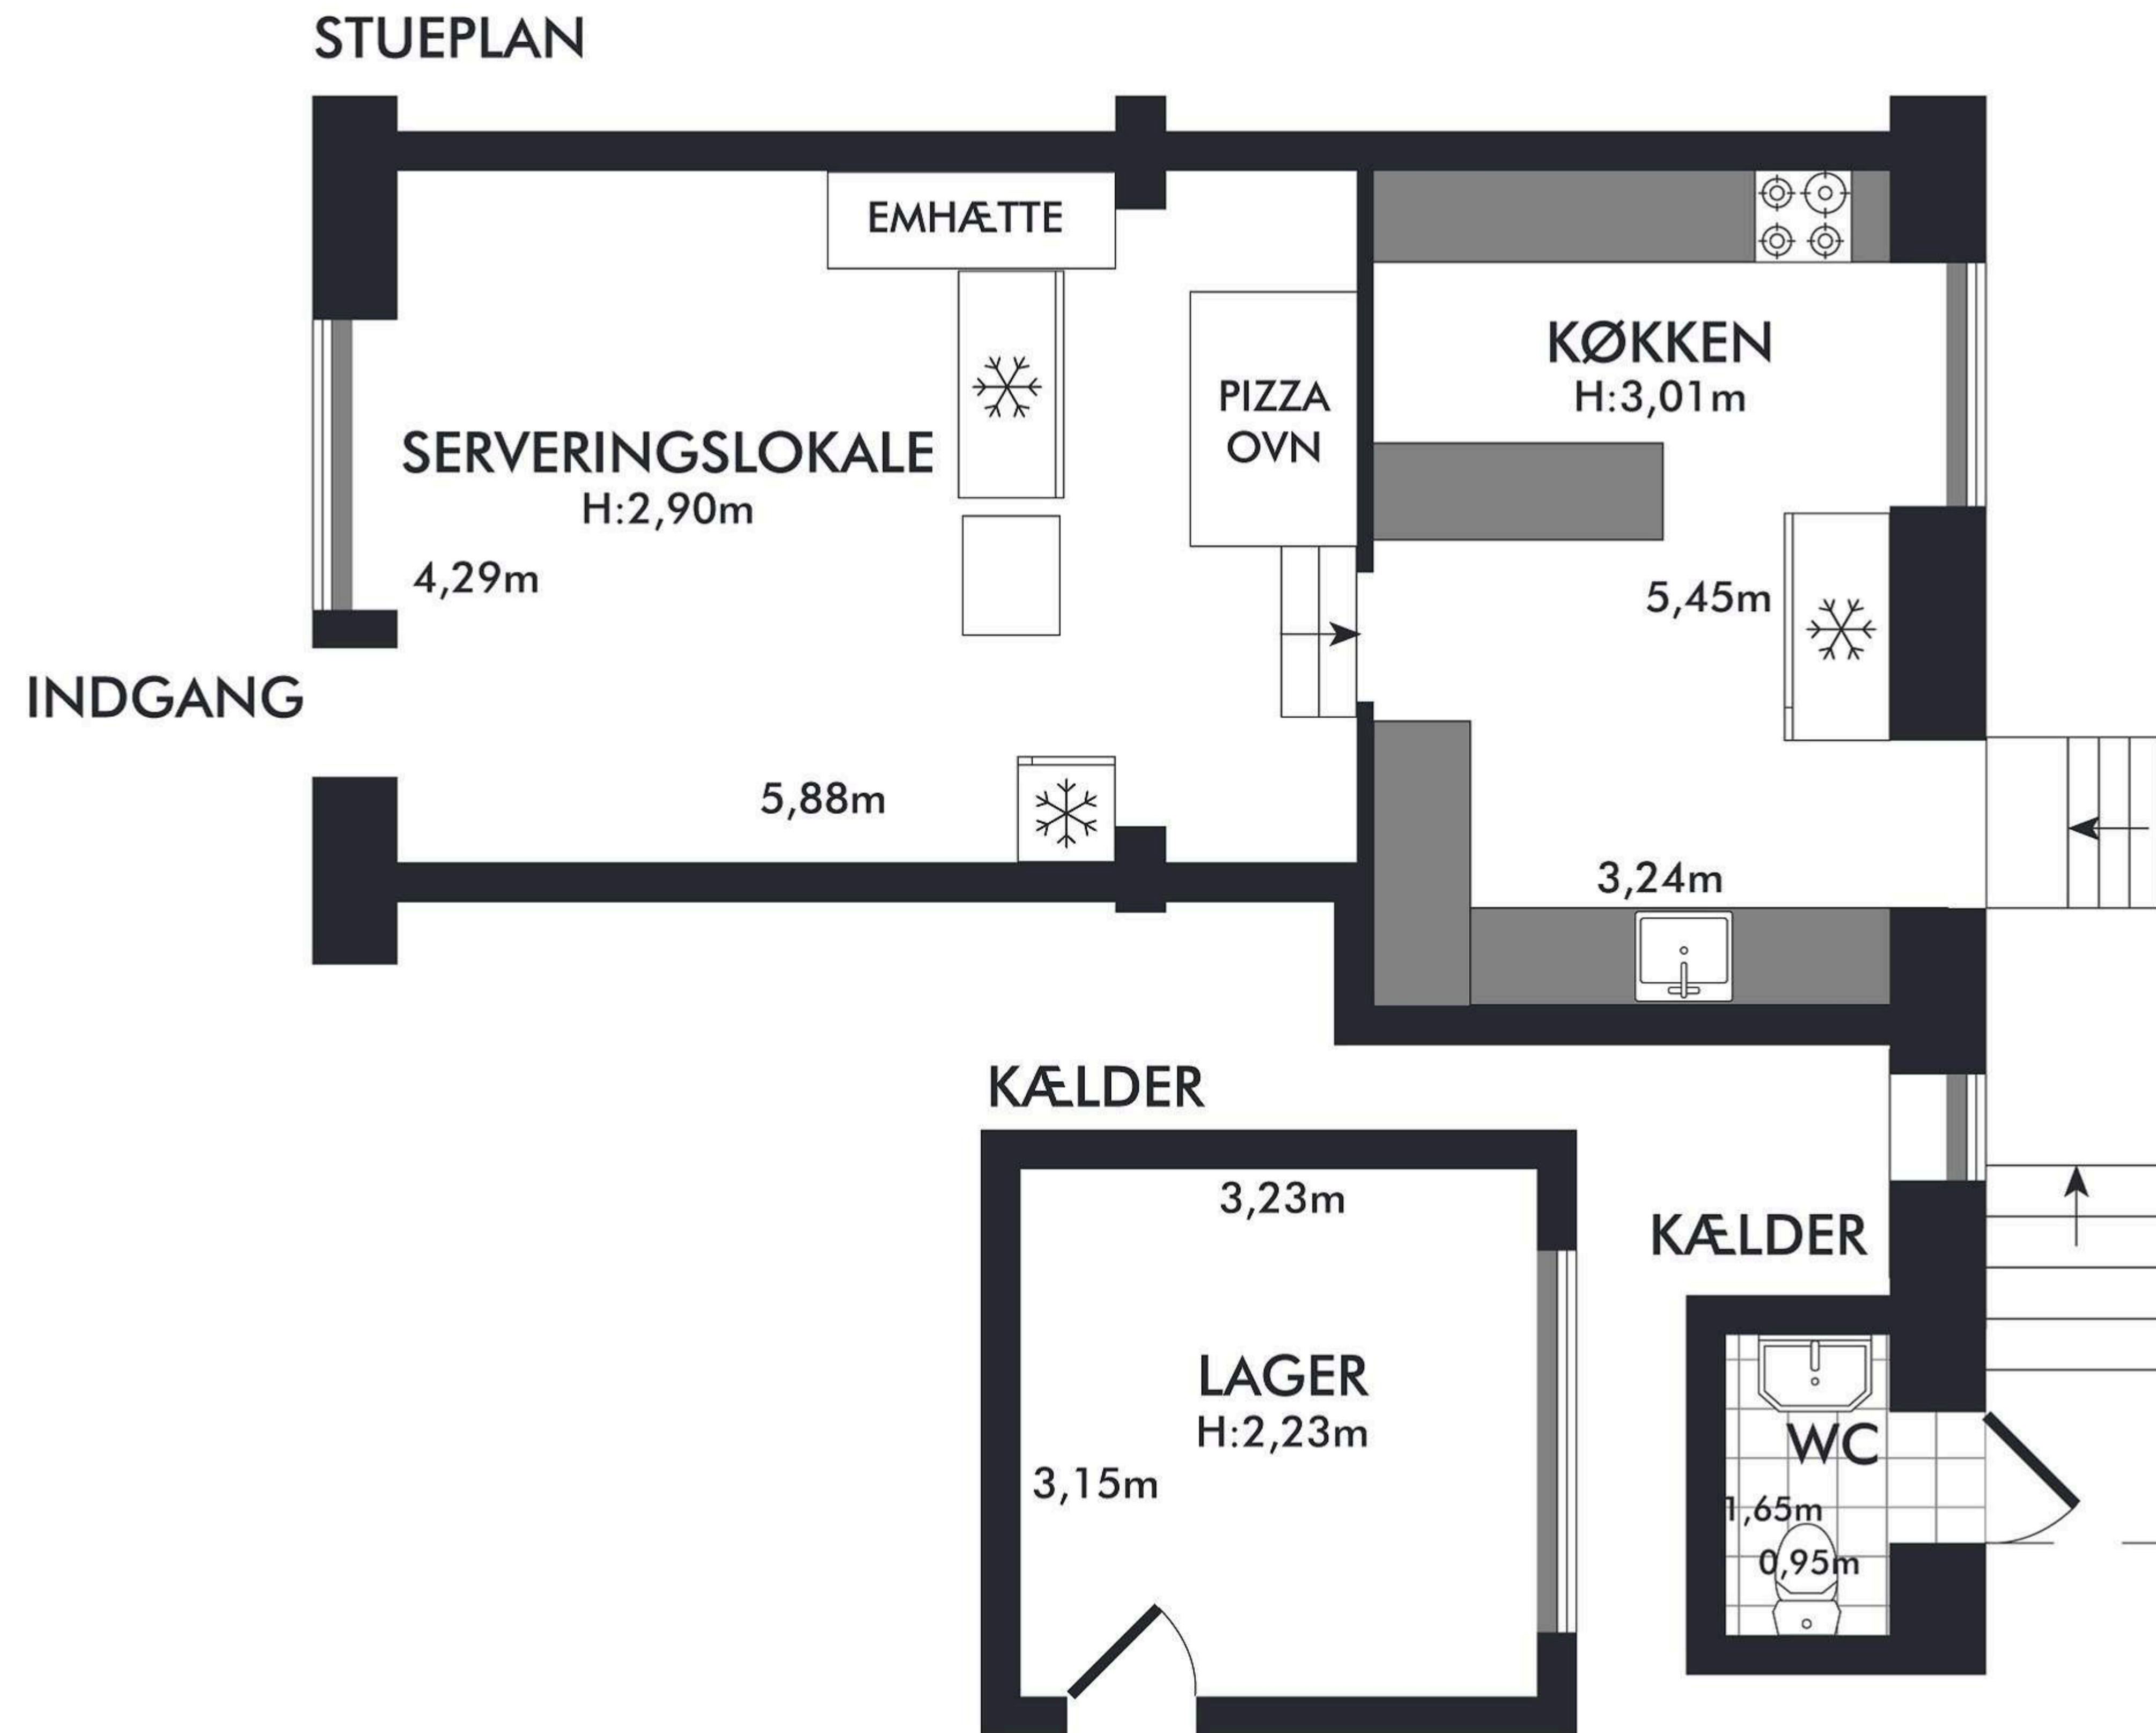 STUEPLAN
EMHÆTTE
KØKKEN
H:3,01m
PIZZA
OVN
SERVERINGSLOKALE
H:2,90m
4,29m
5,45m
INDGANG
5,88m
3,24m
KÆLDER
3,23m
KÆLDER
LAGER
H:2,23m
3,15m
WC
1,65m
0,95m